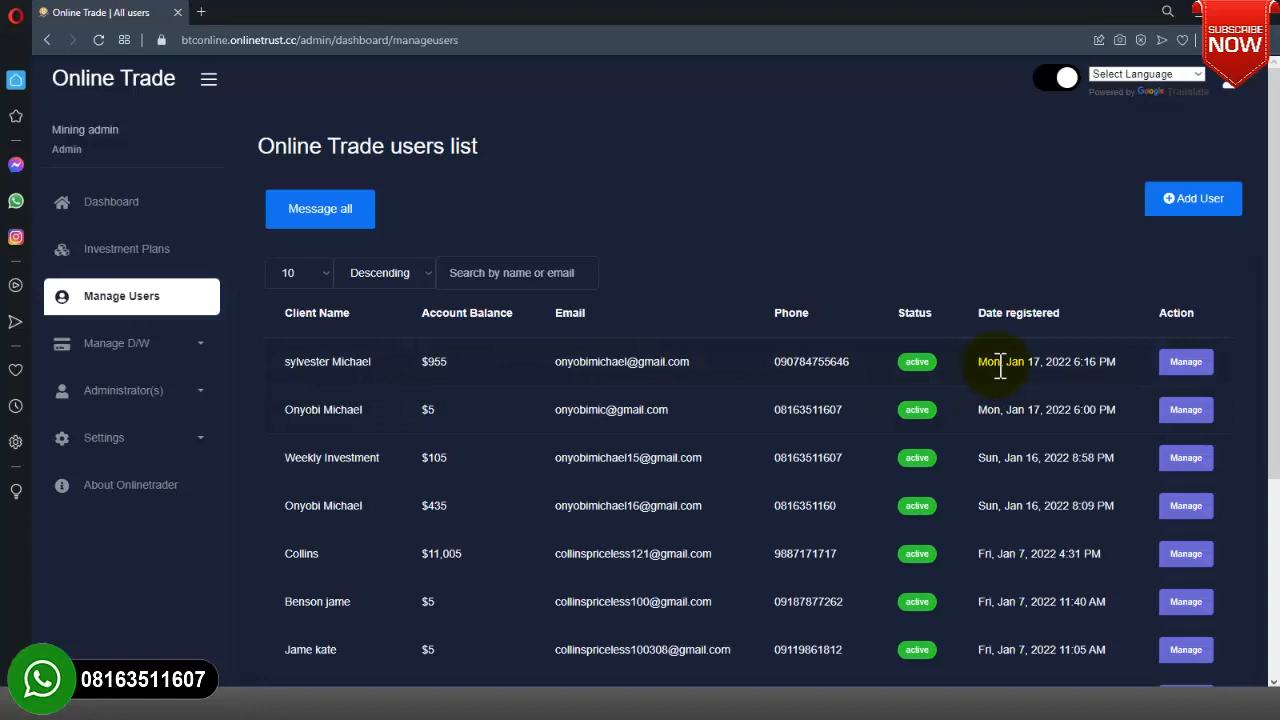 Online Trade | All users
SUBSCRIBE
NOW
btconline.onlinetrust.cc/admin/dashboard/manageusers
Online Trade
Select Language
Powered by Google Translate
Mining admin
Admin
Dashboard
Investment Plans
Manage Users
Manage D/W
Administrator(s)
Settings
About Onlinetrader
Online Trade users list
Message all
Add User
10 Descending Search by name or email
Client Name Account Balance Email Phone Status Date registered Action
sylvester Michael $955 onyobimichael@gmail.com 090784755646 active Mon, Jan 17, 2022 6:16 PM Manage
Onyobi Michael $5 onyobimic@gmail.com 08163511607 active Mon, Jan 17, 2022 6:00 PM Manage
Weekly Investment $105 onyobimichael15@gmail.com 08163511607 active Sun, Jan 16, 2022 8:58 PM Manage
Onyobi Michael $435 onyobimichael16@gmail.com 0816351160 active Sun, Jan 16, 2022 8:09 PM Manage
Collins $11,005 collinspriceless121@gmail.com 9887171717 active Fri, Jan 7, 2022 4:31 PM Manage
Benson jame $5 collinspriceless100@gmail.com 09187877262 active Fri, Jan 7, 2022 11:40 AM Manage
Jame kate $5 collinspriceless100308@gmail.com 09119861812 active Fri, Jan 7, 2022 11:05 AM Manage
08163511607